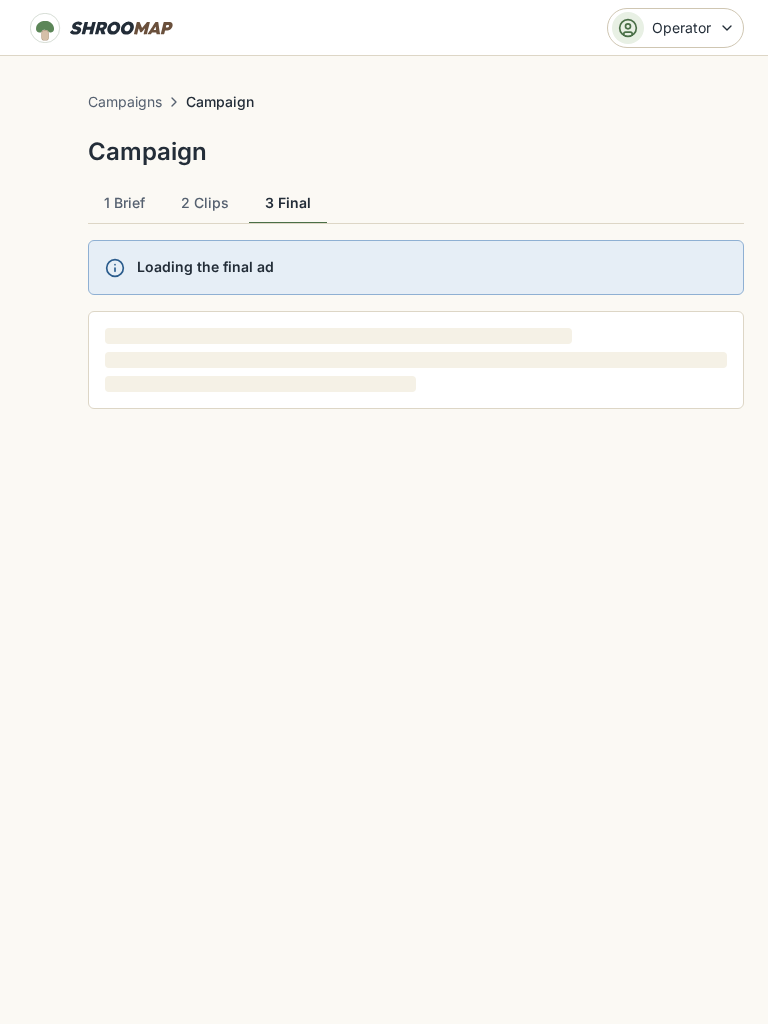 SHROOMAP
Operator
Campaigns > Campaign
Campaign
1 Brief
2 Clips
3 Final
Loading the final ad